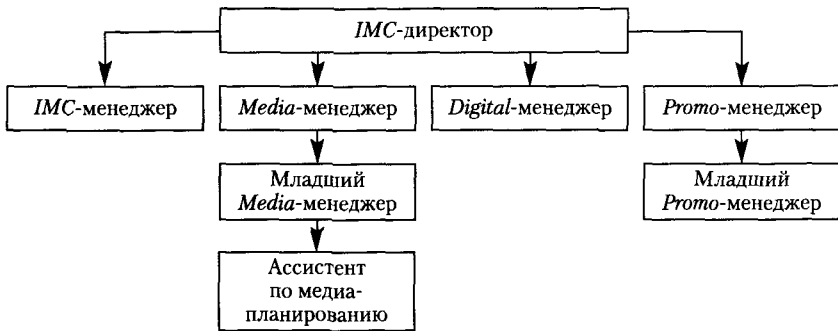 IMC-директор
IMC-менеджер
Media-менеджер
Digital-менеджер
Promo-менеджер
Младший
Media-менеджер
Младший
Promo-менеджер
Ассистент
по медиа-
планированию